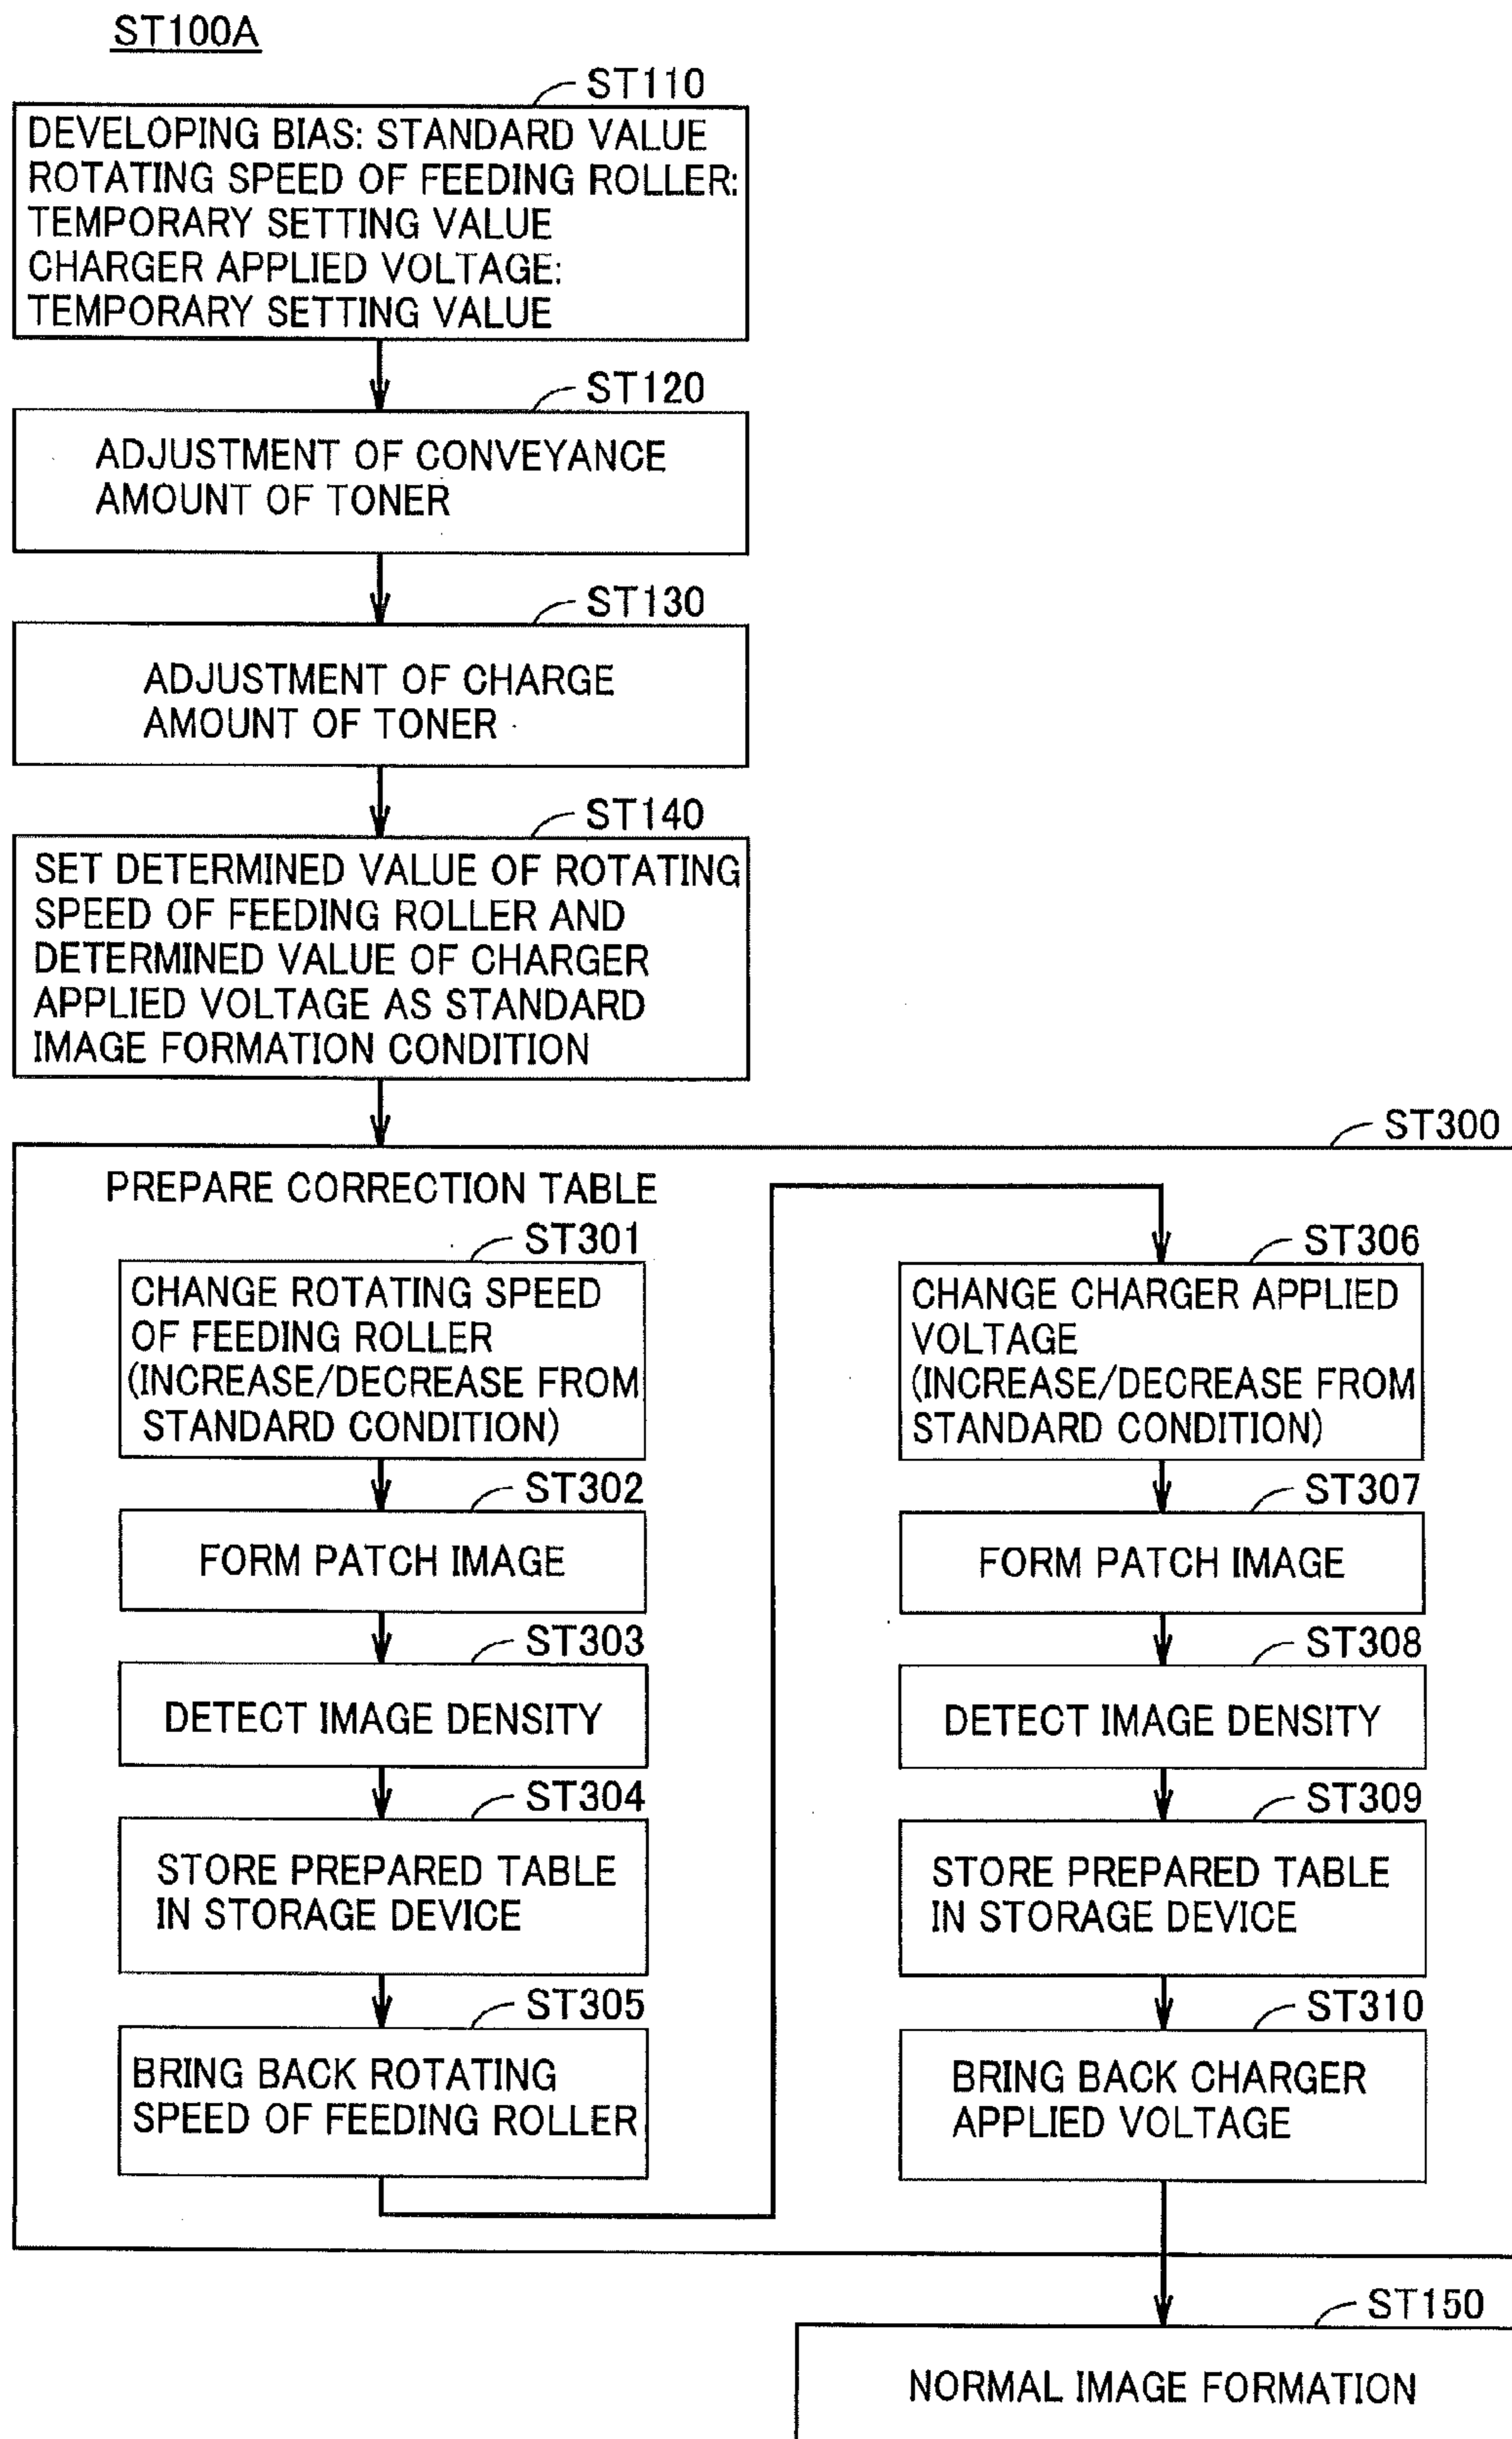 ST100A
ST110
DEVELOPING BIAS: STANDARD VALUE
ROTATING SPEED OF FEEDING ROLLER:
TEMPORARY SETTING VALUE
CHARGER APPLIED VOLTAGE:
TEMPORARY SETTING VALUE
ST120
ADJUSTMENT OF CONVEYANCE
AMOUNT OF TONER
ST130
ADJUSTMENT OF CHARGE
AMOUNT OF TONER
ST140
SET DETERMINED VALUE OF ROTATING
SPEED OF FEEDING ROLLER AND
DETERMINED VALUE OF CHARGER
APPLIED VOLTAGE AS STANDARD
IMAGE FORMATION CONDITION
ST300
PREPARE CORRECTION TABLE
ST301
CHANGE ROTATING SPEED
OF FEEDING ROLLER
(INCREASE/DECREASE FROM
STANDARD CONDITION)
ST302
FORM PATCH IMAGE
ST303
DETECT IMAGE DENSITY
ST304
STORE PREPARED TABLE
IN STORAGE DEVICE
ST305
BRING BACK ROTATING
SPEED OF FEEDING ROLLER
ST306
CHANGE CHARGER APPLIED
VOLTAGE
(INCREASE/DECREASE FROM
STANDARD CONDITION)
ST307
FORM PATCH IMAGE
ST308
DETECT IMAGE DENSITY
ST309
STORE PREPARED TABLE
IN STORAGE DEVICE
ST310
BRING BACK CHARGER
APPLIED VOLTAGE
ST150
NORMAL IMAGE FORMATION